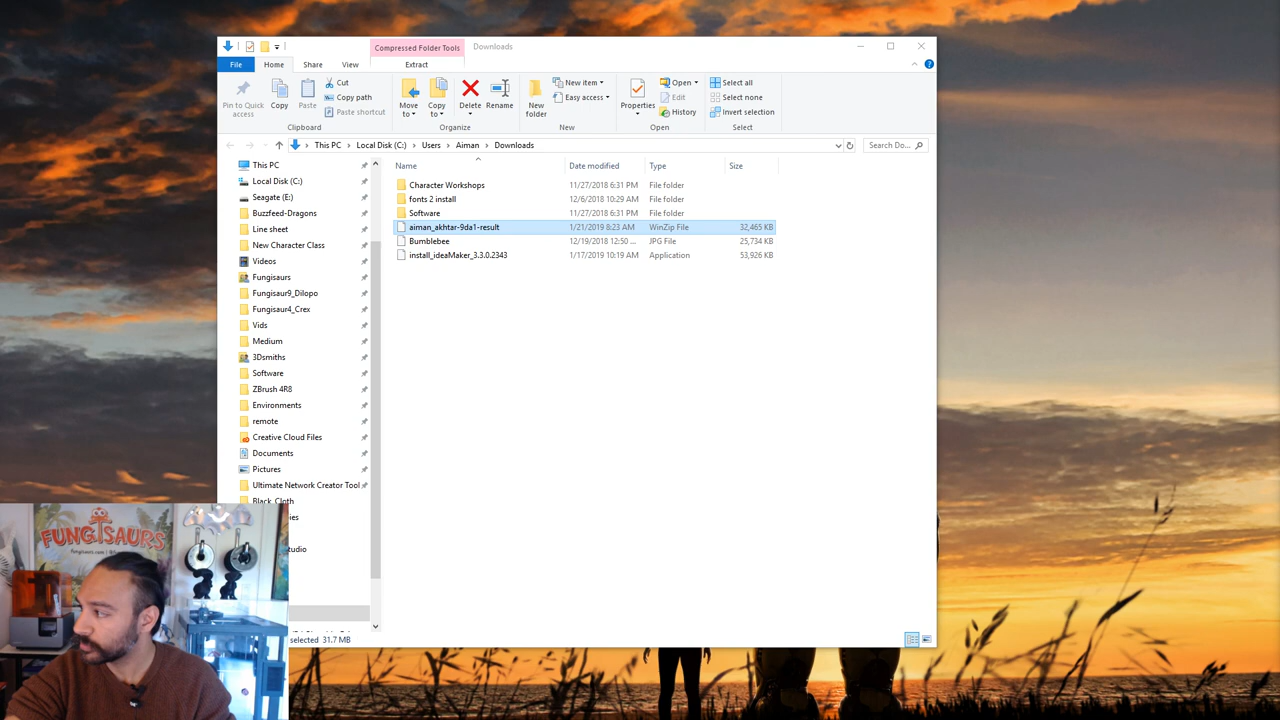 Compressed Folder Tools
Downloads
File
Home
Share
View
Extract
Pin to Quick access
Copy
Paste
Cut
Copy path
Paste shortcut
Clipboard
Move to
Copy to
Delete
Rename
Organize
New folder
New item
Easy access
New
Properties
Open
Edit
History
Open
Select all
Select none
Invert selection
Select
This PC
Local Disk (C:)
Users
Aiman
Downloads
Search Do...
Name
Date modified
Type
Size
Character Workshops 11/27/2018 6:31 PM File folder
fonts 2 install 12/6/2018 10:29 AM File folder
Software 11/27/2018 6:31 PM File folder
aiman_akhtar-9da1-result 1/21/2019 8:23 AM WinZip File 32,465 KB
Bumblebee 12/19/2018 12:50 ... JPG File 25,734 KB
install_ideaMaker_3.3.0.2343 1/17/2019 10:19 AM Application 53,926 KB
This PC
Local Disk (C:)
Seagate (E:)
Buzzfeed-Dragons
Line sheet
New Character Class
Videos
Fungisaurs
Fungisaur9_Dilopo
Fungisaur4_Crex
Vids
Medium
3Dsmiths
Software
ZBrush 4R8
Environments
remote
Creative Cloud Files
Documents
Pictures
Ultimate Network Creator Tool
Black_Cloth
ies
tudio
selected 31.7 MB
FUNGISAURS